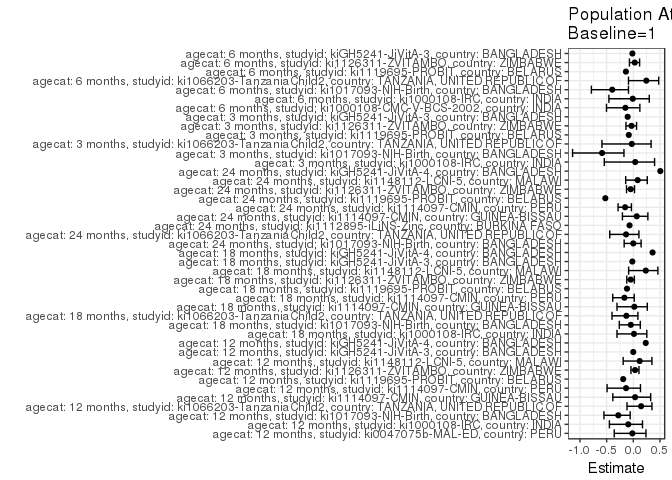 Population At
Baseline=1
agecat: 6 months, studyid: kiGH5241-JiVitA-3, country: BANGLADESH
agecat: 6 months, studyid: ki1126311-ZVITAMBO, country: ZIMBABWE
agecat: 6 months, studyid: ki1119695-PROBIT, country: BELARUS
agecat: 6 months, studyid: ki1066203-TanzaniaChild2, country: TANZANIA, UNITED REPUBLIC OF
agecat: 6 months, studyid: ki1017093-NIH-Birth, country: BANGLADESH
agecat: 6 months, studyid: ki1000108-IRC, country: INDIA
agecat: 6 months, studyid: ki1000108-CMC-V-BCS-2002, country: INDIA
agecat: 3 months, studyid: kiGH5241-JiVitA-3, country: BANGLADESH
agecat: 3 months, studyid: ki1126311-ZVITAMBO, country: ZIMBABWE
agecat: 3 months, studyid: ki1119695-PROBIT, country: BELARUS
agecat: 3 months, studyid: ki1066203-TanzaniaChild2, country: TANZANIA, UNITED REPUBLIC OF
agecat: 3 months, studyid: ki1017093-NIH-Birth, country: BANGLADESH
agecat: 3 months, studyid: ki1000108-IRC, country: INDIA
agecat: 24 months, studyid: kiGH5241-JiVitA-4, country: BANGLADESH
agecat: 24 months, studyid: ki1148112-LCNI-5, country: MALAWI
agecat: 24 months, studyid: ki1126311-ZVITAMBO, country: ZIMBABWE
agecat: 24 months, studyid: ki1119695-PROBIT, country: BELARUS
agecat: 24 months, studyid: ki1114097-CMIN, country: PERU
agecat: 24 months, studyid: ki1114097-CMIN, country: GUINEA-BISSAU
agecat: 24 months, studyid: ki1112895-iLiNS-Zinc, country: BURKINA FASO
agecat: 24 months, studyid: ki1066203-TanzaniaChild2, country: TANZANIA, UNITED REPUBLIC OF
agecat: 24 months, studyid: ki1017093-NIH-Birth, country: BANGLADESH
agecat: 18 months, studyid: kiGH5241-JiVitA-4, country: BANGLADESH
agecat: 18 months, studyid: kiGH5241-JiVitA-3, country: BANGLADESH
agecat: 18 months, studyid: ki1148112-LCNI-5, country: MALAWI
agecat: 18 months, studyid: ki1126311-ZVITAMBO, country: ZIMBABWE
agecat: 18 months, studyid: ki1119695-PROBIT, country: BELARUS
agecat: 18 months, studyid: ki1114097-CMIN, country: PERU
agecat: 18 months, studyid: ki1114097-CMIN, country: GUINEA-BISSAU
agecat: 18 months, studyid: ki1066203-TanzaniaChild2, country: TANZANIA, UNITED REPUBLIC OF
agecat: 18 months, studyid: ki1017093-NIH-Birth, country: BANGLADESH
agecat: 18 months, studyid: ki1000108-IRC, country: INDIA
agecat: 12 months, studyid: kiGH5241-JiVitA-4, country: BANGLADESH
agecat: 12 months, studyid: kiGH5241-JiVitA-3, country: BANGLADESH
agecat: 12 months, studyid: ki1148112-LCNI-5, country: MALAWI
agecat: 12 months, studyid: ki1126311-ZVITAMBO, country: ZIMBABWE
agecat: 12 months, studyid: ki1119695-PROBIT, country: BELARUS
agecat: 12 months, studyid: ki1114097-CMIN, country: PERU
agecat: 12 months, studyid: ki1114097-CMIN, country: GUINEA-BISSAU
agecat: 12 months, studyid: ki1066203-TanzaniaChild2, country: TANZANIA, UNITED REPUBLIC OF
agecat: 12 months, studyid: ki1017093-NIH-Birth, country: BANGLADESH
agecat: 12 months, studyid: ki1000108-IRC, country: INDIA
agecat: 12 months, studyid: ki0047075b-MAL-ED, country: PERU
-1.0 -0.5 0.0 0.5
Estimate